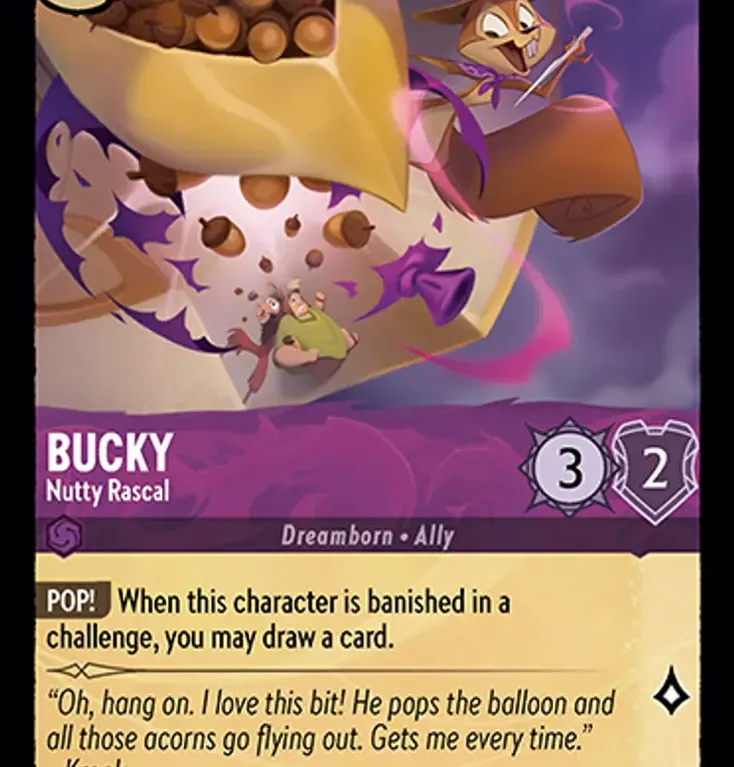 BUCKY
Nutty Rascal
3
2
Dreamborn • Ally
POP! When this character is banished in a
challenge, you may draw a card.
“Oh, hang on. I love this bit! He pops the balloon and
all those acorns go flying out. Gets me every time.”